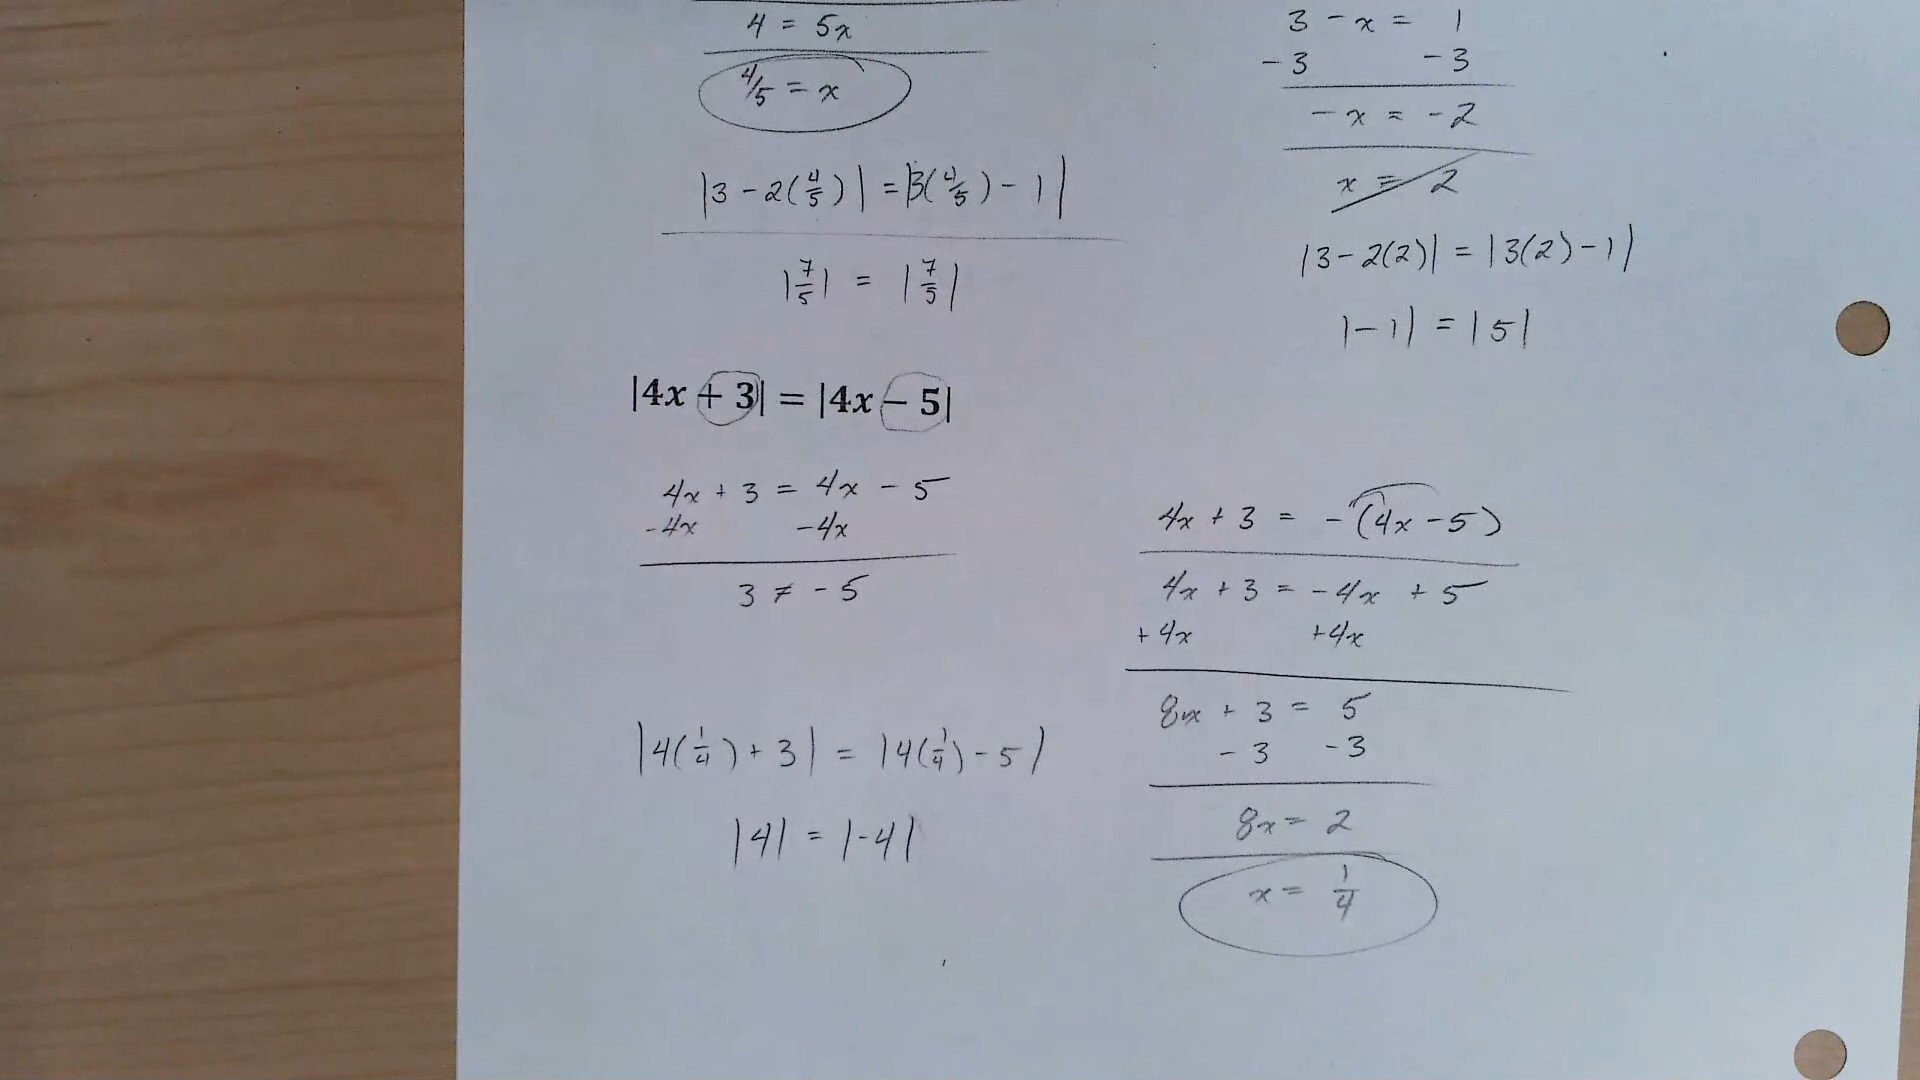 4 = 5x
4/5 = x
|3 - 2(4/5)| = |3(4/5) - 1|
|7/5| = |7/5|
3 - x = 1
-3 -3
-x = -2
x = 2
|3 - 2(2)| = |3(2) - 1|
|-1| = |5|
|4x + 3| = |4x − 5|
4x + 3 = 4x - 5
-4x -4x
3 ≠ -5
|4(1/4) + 3| = |4(1/4) - 5|
|4| = |-4|
4x + 3 = -(4x - 5)
4x + 3 = -4x + 5
+4x +4x
8x + 3 = 5
-3 -3
8x = 2
x = 1/4